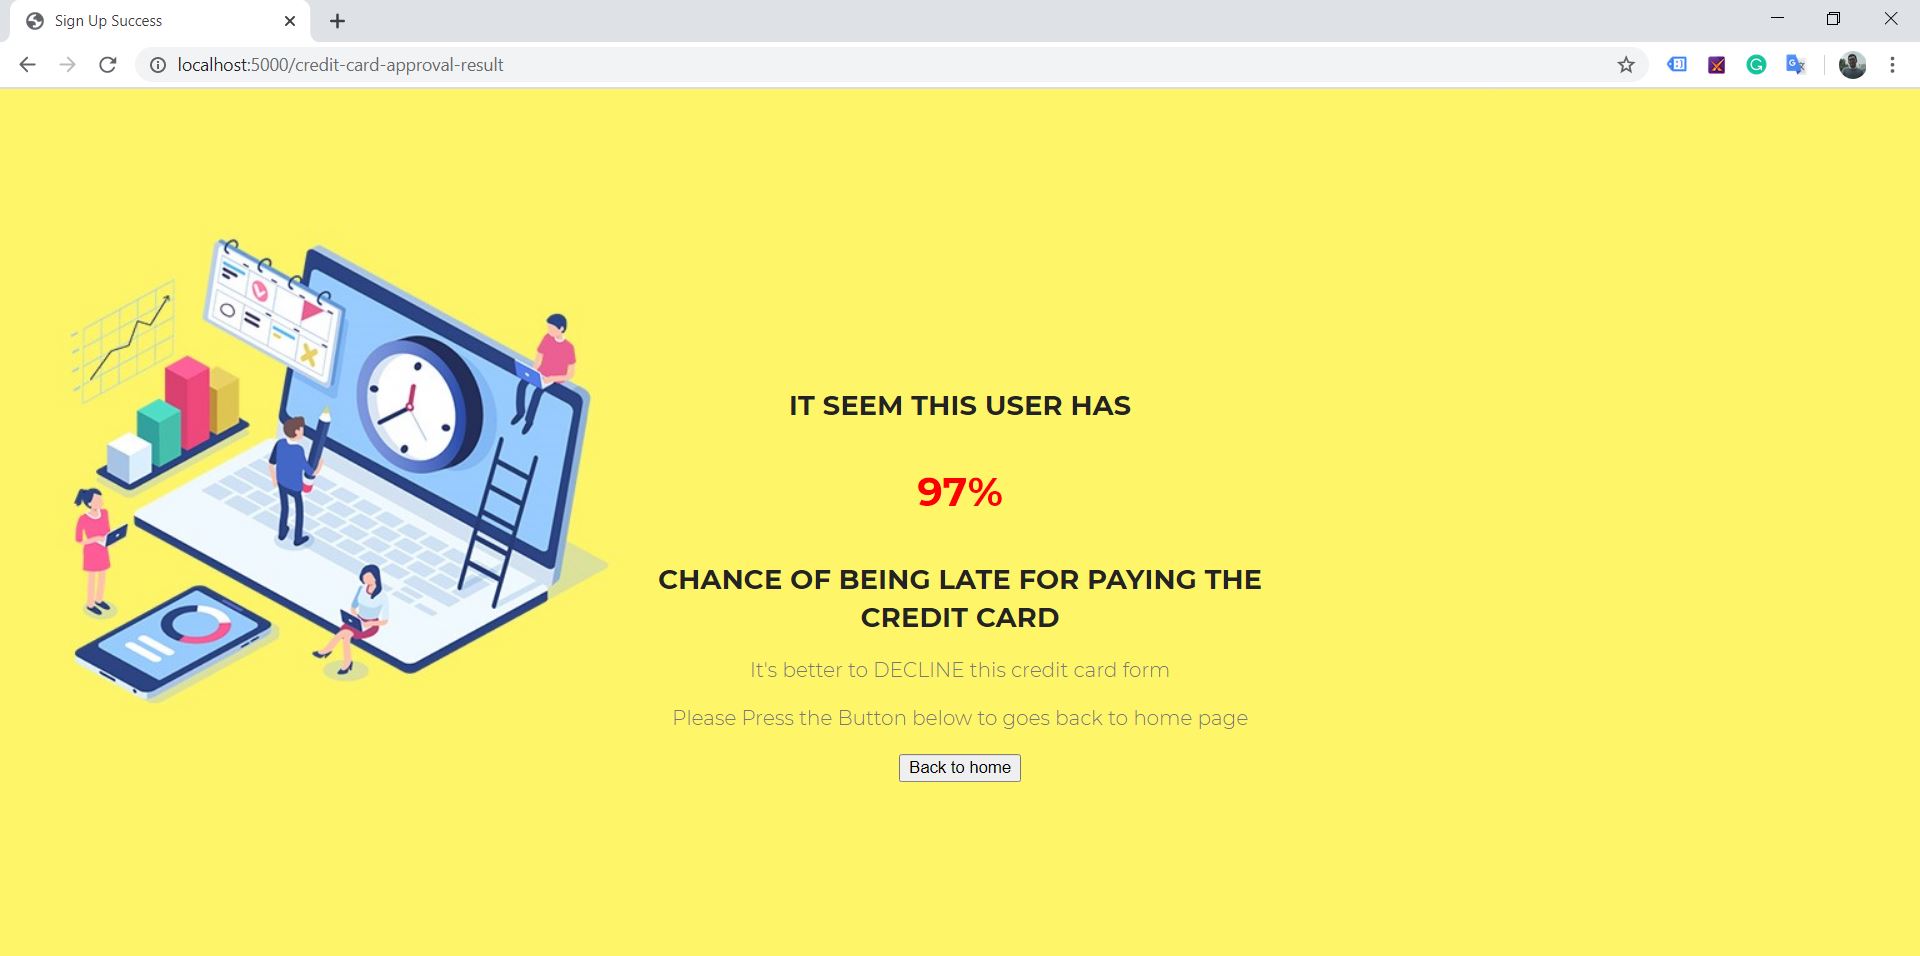 Sign Up Success
localhost:5000/credit-card-approval-result
IT SEEM THIS USER HAS
97%
CHANCE OF BEING LATE FOR PAYING THE
CREDIT CARD
It's better to DECLINE this credit card form
Please Press the Button below to goes back to home page
Back to home